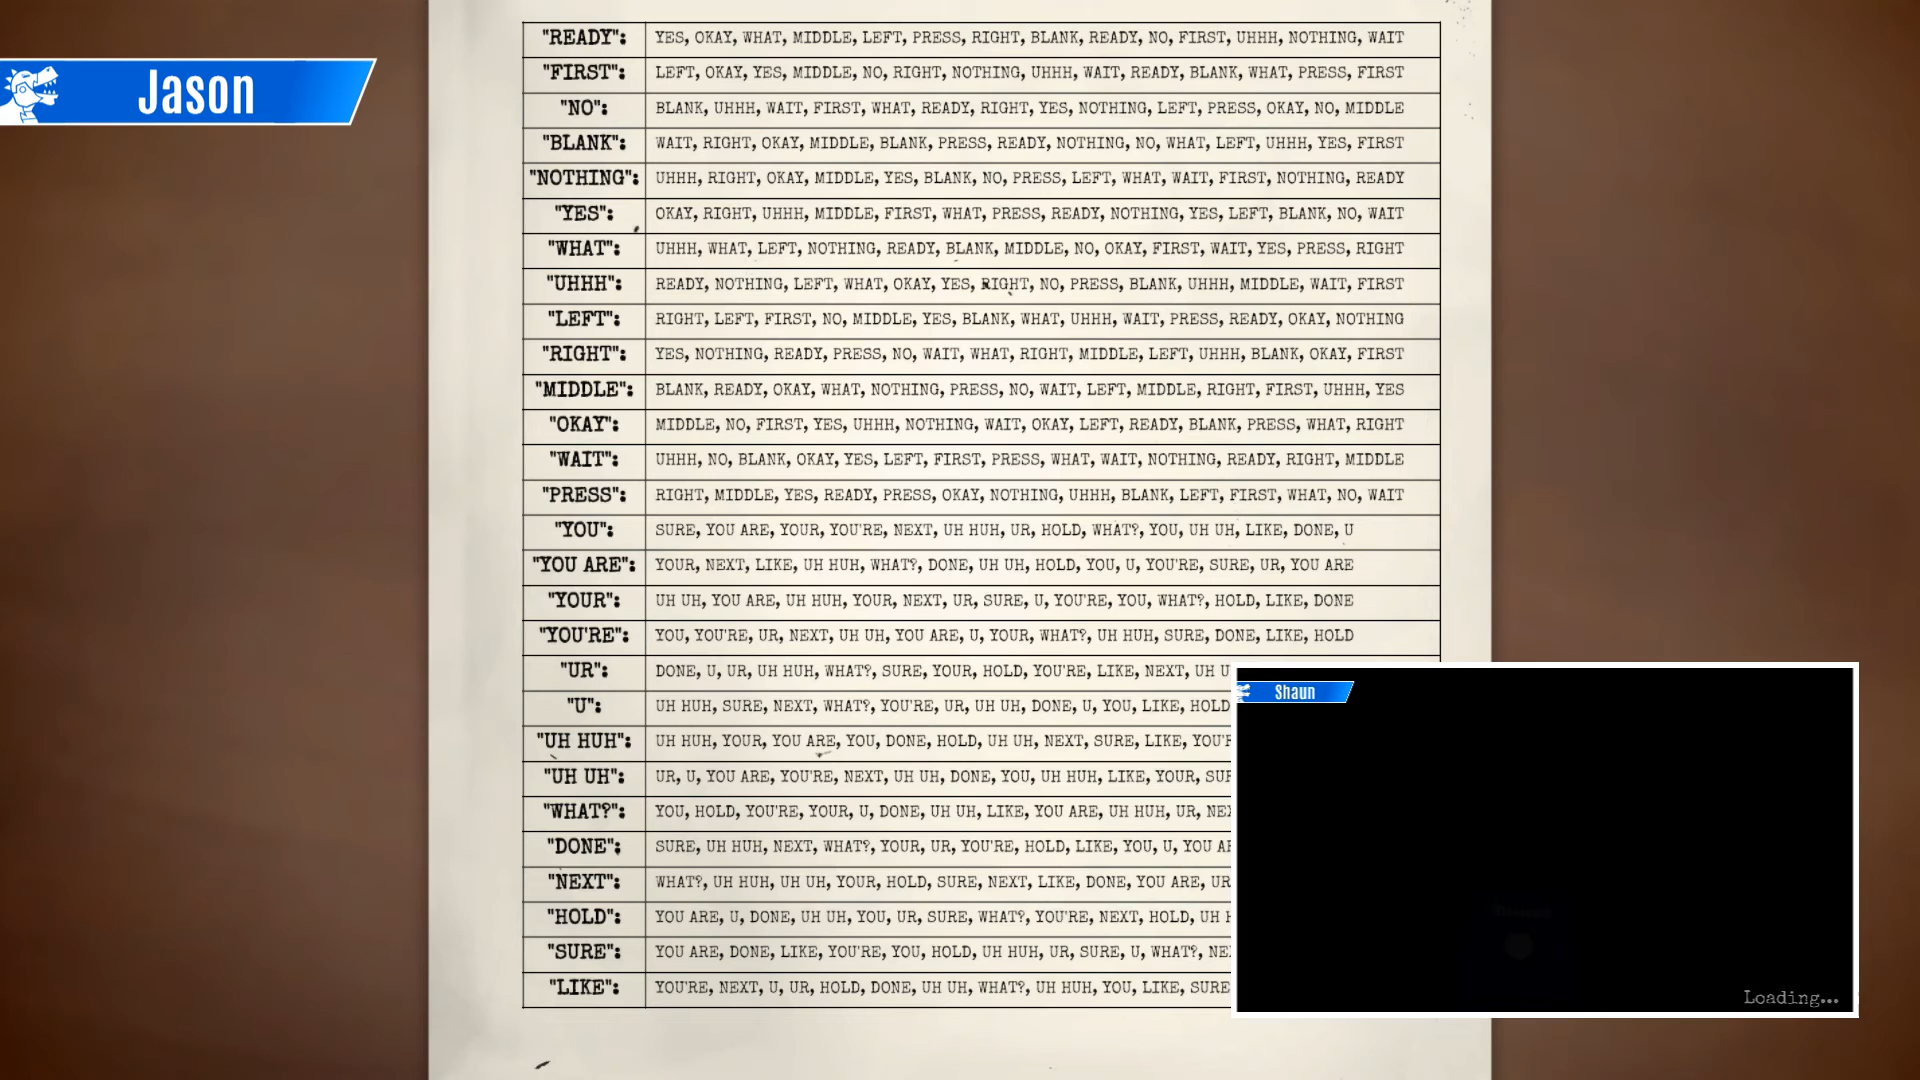 Jason
"READY": YES, OKAY, WHAT, MIDDLE, LEFT, PRESS, RIGHT, BLANK, READY, NO, FIRST, UHHH, NOTHING, WAIT
"FIRST": LEFT, OKAY, YES, MIDDLE, NO, RIGHT, NOTHING, UHHH, WAIT, READY, BLANK, WHAT, PRESS, FIRST
"NO": BLANK, UHHH, WAIT, FIRST, WHAT, READY, RIGHT, YES, NOTHING, LEFT, PRESS, OKAY, NO, MIDDLE
"BLANK": WAIT, RIGHT, OKAY, MIDDLE, BLANK, PRESS, READY, NOTHING, NO, WHAT, LEFT, UHHH, YES, FIRST
"NOTHING": UHHH, RIGHT, OKAY, MIDDLE, YES, BLANK, NO, PRESS, LEFT, WHAT, WAIT, FIRST, NOTHING, READY
"YES": OKAY, RIGHT, UHHH, MIDDLE, FIRST, WHAT, PRESS, READY, NOTHING, YES, LEFT, BLANK, NO, WAIT
"WHAT": UHHH, WHAT, LEFT, NOTHING, READY, BLANK, MIDDLE, NO, OKAY, FIRST, WAIT, YES, PRESS, RIGHT
"UHHH": READY, NOTHING, LEFT, WHAT, OKAY, YES, RIGHT, NO, PRESS, BLANK, UHHH, MIDDLE, WAIT, FIRST
"LEFT": RIGHT, LEFT, FIRST, NO, MIDDLE, YES, BLANK, WHAT, UHHH, WAIT, PRESS, READY, OKAY, NOTHING
"RIGHT": YES, NOTHING, READY, PRESS, NO, WAIT, WHAT, RIGHT, MIDDLE, LEFT, UHHH, BLANK, OKAY, FIRST
"MIDDLE": BLANK, READY, OKAY, WHAT, NOTHING, PRESS, NO, WAIT, LEFT, MIDDLE, RIGHT, FIRST, UHHH, YES
"OKAY": MIDDLE, NO, FIRST, YES, UHHH, NOTHING, WAIT, OKAY, LEFT, READY, BLANK, PRESS, WHAT, RIGHT
"WAIT": UHHH, NO, BLANK, OKAY, YES, LEFT, FIRST, PRESS, WHAT, WAIT, NOTHING, READY, RIGHT, MIDDLE
"PRESS": RIGHT, MIDDLE, YES, READY, PRESS, OKAY, NOTHING, UHHH, BLANK, LEFT, FIRST, WHAT, NO, WAIT
"YOU": SURE, YOU ARE, YOUR, YOU'RE, NEXT, UH HUH, UR, HOLD, WHAT?, YOU, UH UH, LIKE, DONE, U
"YOU ARE": YOUR, NEXT, LIKE, UH HUH, WHAT?, DONE, UH UH, HOLD, YOU, U, YOU'RE, SURE, UR, YOU ARE
"YOUR": UH UH, YOU ARE, UH HUH, YOUR, NEXT, UR, SURE, U, YOU'RE, YOU, WHAT?, HOLD, LIKE, DONE
"YOU'RE": YOU, YOU'RE, UR, NEXT, UH UH, YOU ARE, U, YOUR, WHAT?, UH HUH, SURE, DONE, LIKE, HOLD
"UR": DONE, U, UR, UH HUH, WHAT?, SURE, YOUR, HOLD, YOU'RE, LIKE, NEXT, UH
"U": UH HUH, SURE, NEXT, WHAT?, YOU'RE, UR, UH UH, DONE, U, YOU, LIKE, HOLD
"UH HUH": UH HUH, YOUR, YOU ARE, YOU, DONE, HOLD, UH UH, NEXT, SURE, LIKE,
"UH UH": UR, U, YOU ARE, YOU'RE, NEXT, UH UH, DONE, YOU, UH HUH, LIKE, YOUR,
"WHAT?": YOU, HOLD, YOU'RE, YOUR, U, DONE, UH UH, LIKE, YOU ARE, UH HUH, UR,
"DONE": SURE, UH HUH, NEXT, WHAT?, YOUR, UR, YOU'RE, HOLD, LIKE, YOU, U, YOU
"NEXT": WHAT?, UH HUH, UH UH, YOUR, HOLD, SURE, NEXT, LIKE, DONE, YOU ARE, UR
"HOLD": YOU ARE, U, DONE, UH UH, YOU, UR, SURE, WHAT?, YOU'RE, NEXT, HOLD, UH
"SURE": YOU ARE, DONE, LIKE, YOU'RE, YOU, HOLD, UH HUH, UR, SURE, U, WHAT?,
"LIKE": YOU'RE, NEXT, U, UR, HOLD, DONE, UH UH, WHAT?, UH HUH, YOU, LIKE, SURE
Shaun
Loading...